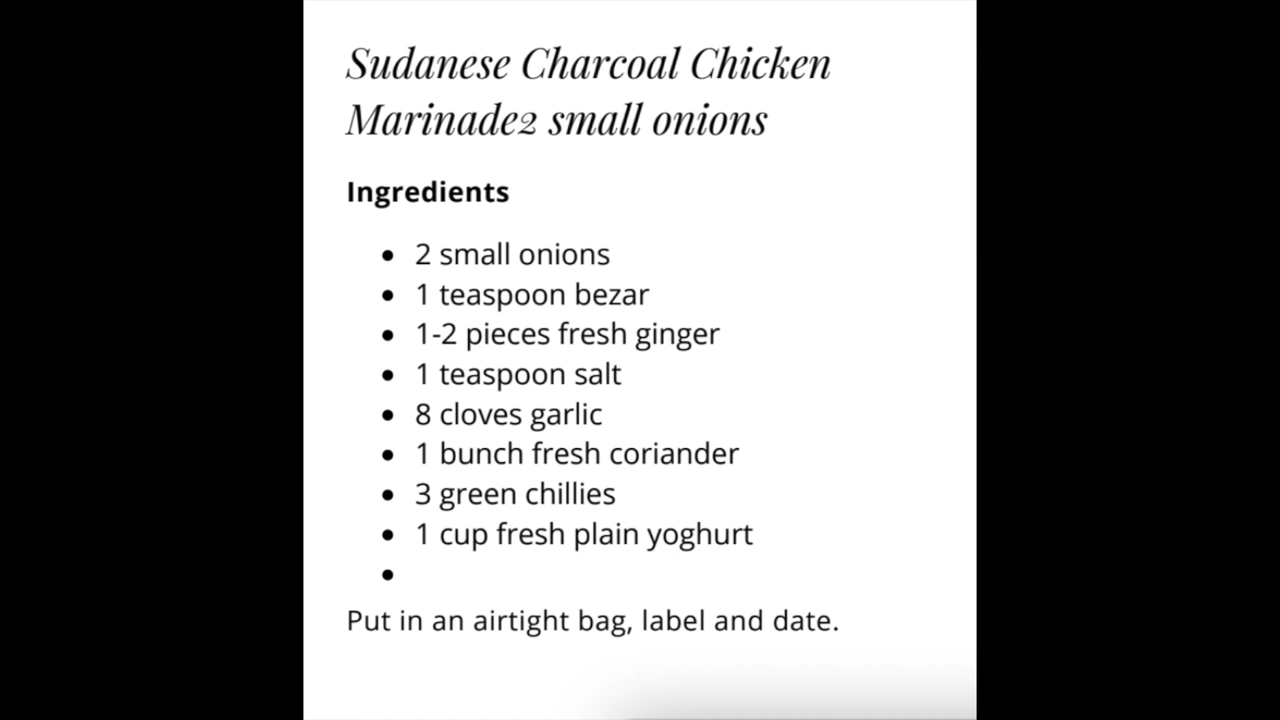 Sudanese Charcoal Chicken
Marinade2 small onions
Ingredients
• 2 small onions
• 1 teaspoon bezar
• 1-2 pieces fresh ginger
• 1 teaspoon salt
• 8 cloves garlic
• 1 bunch fresh coriander
• 3 green chillies
• 1 cup fresh plain yoghurt
•
Put in an airtight bag, label and date.